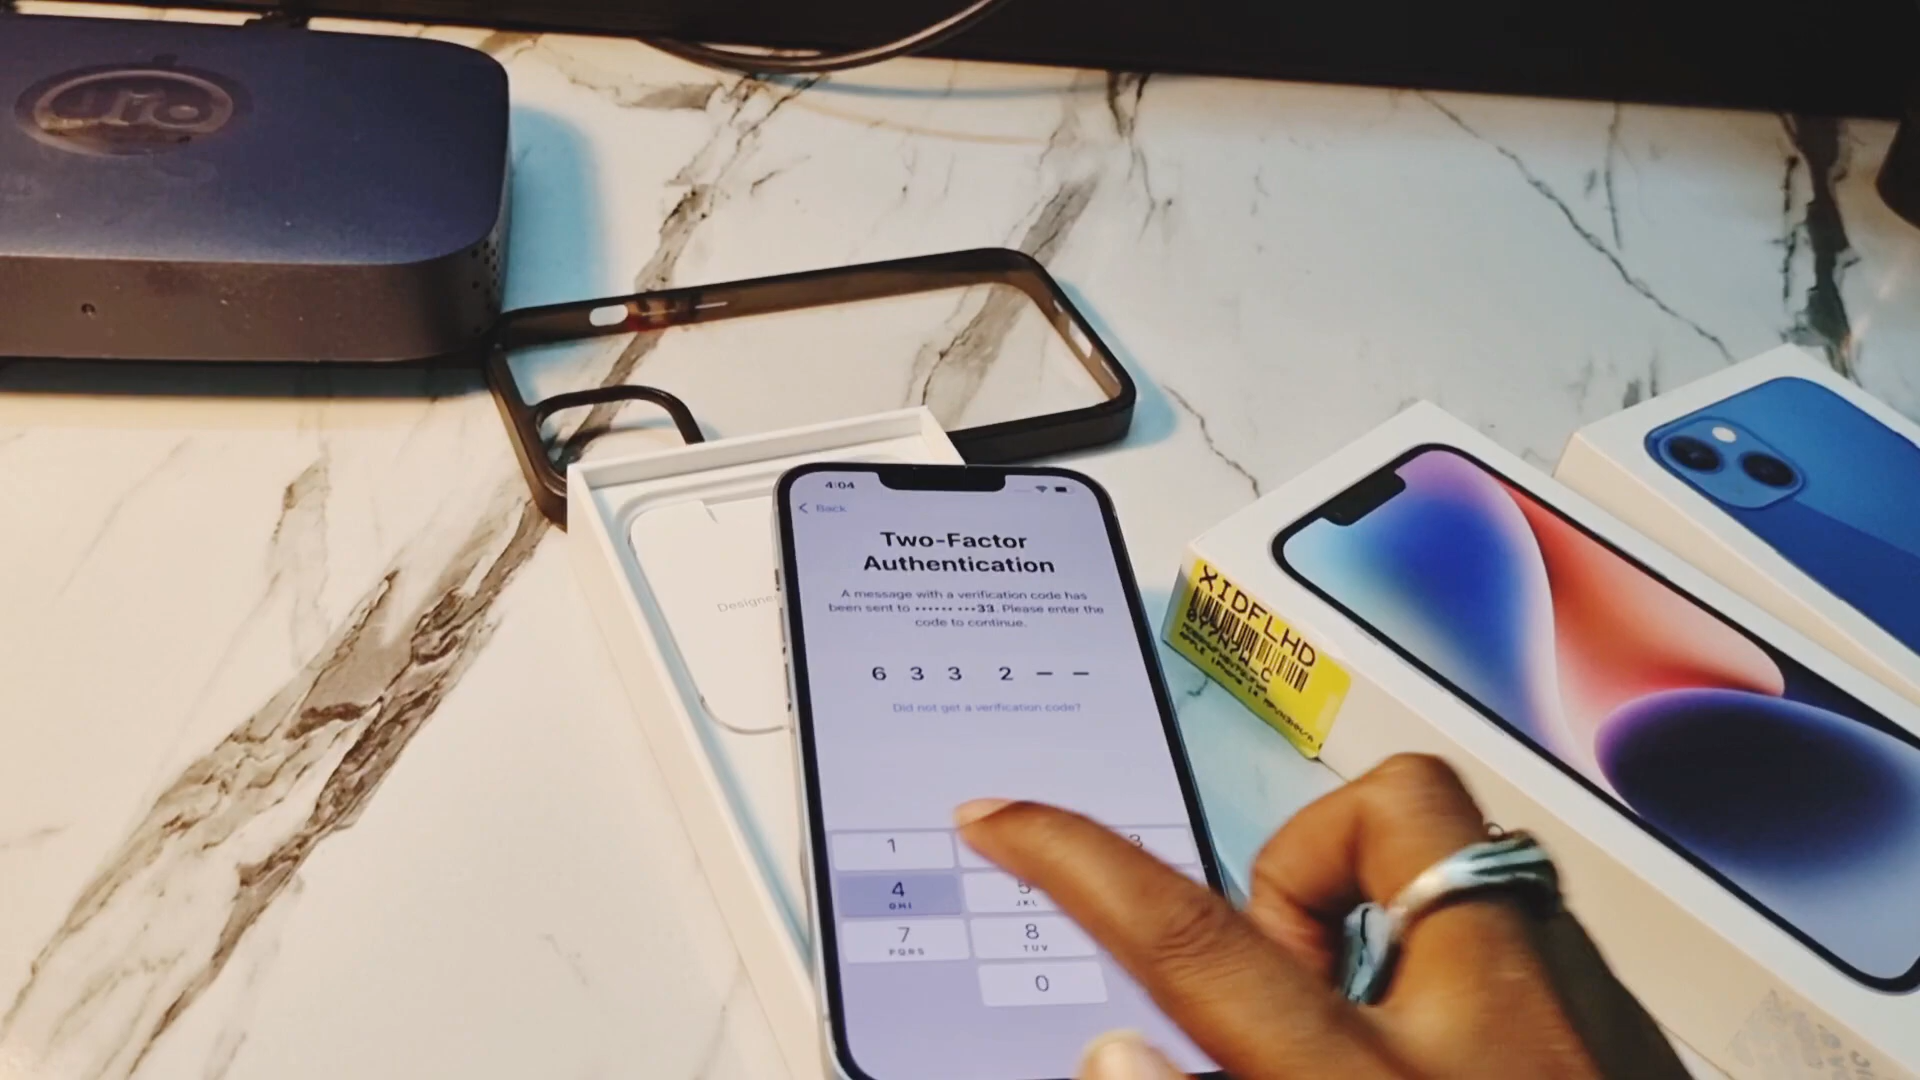 Jio
4:04
Back
Two-Factor
Authentication
A message with a verification code has
been sent to •••••• •••33. Please enter the
code to continue.
6 3 3 2 – –
Did not get a verification code?
1
3
4
GHI
5
JKL
7
PQRS
8
TUV
0
Designed
XIDFLHD